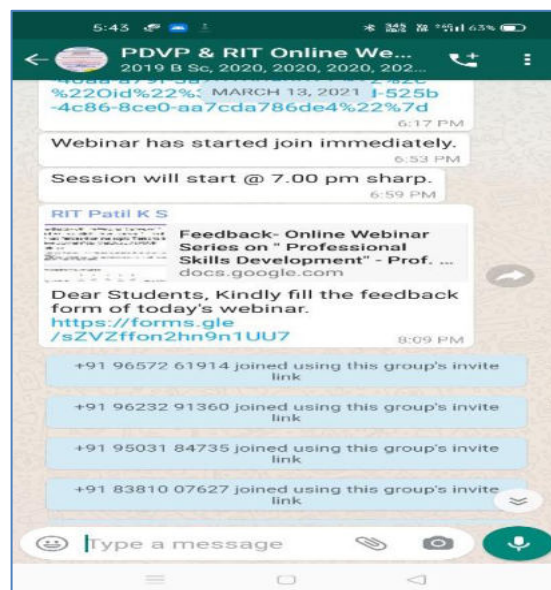 5:43
63%
PDVP & RIT Online We...
2019 B Sc, 2020, 2020, 2020, 202...
MARCH 13, 2021
-4c86-8ce0-aa7cda786de4%22%7d
6:17 PM
Webinar has started join immediately.
6:53 PM
Session will start @ 7.00 pm sharp.
6:59 PM
RIT Patil K S
Feedback- Online Webinar
Series on " Professional
Skills Development" - Prof. ...
docs.google.com
Dear Students, Kindly fill the feedback
form of today's webinar.
https://forms.gle
/sZVZffon2hn9n1UU7
8:09 PM
+91 96572 61914 joined using this group's invite
link
+91 96232 91360 joined using this group's invite
link
+91 95031 84735 joined using this group's invite
link
+91 83810 07627 joined using this group's invite
link
Type a message